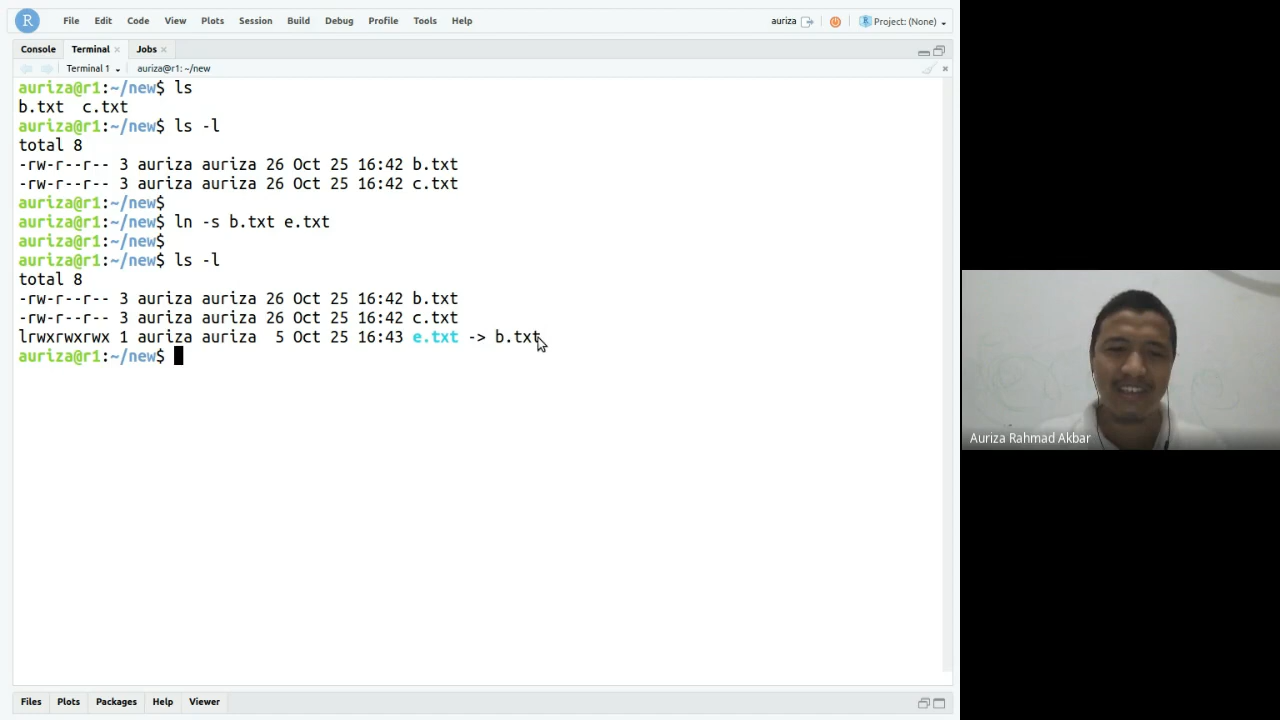 R File Edit Code View Plots Session Build Debug Profile Tools Help auriza R Project: (None)
Console Terminal Jobs
Terminal 1 auriza@r1: ~/new
auriza@r1:~/new$ ls
b.txt  c.txt
auriza@r1:~/new$ ls -l
total 8
-rw-r--r-- 3 auriza auriza 26 Oct 25 16:42 b.txt
-rw-r--r-- 3 auriza auriza 26 Oct 25 16:42 c.txt
auriza@r1:~/new$
auriza@r1:~/new$ ln -s b.txt e.txt
auriza@r1:~/new$
auriza@r1:~/new$ ls -l
total 8
-rw-r--r-- 3 auriza auriza 26 Oct 25 16:42 b.txt
-rw-r--r-- 3 auriza auriza 26 Oct 25 16:42 c.txt
lrwxrwxrwx 1 auriza auriza  5 Oct 25 16:43 e.txt -> b.txt
auriza@r1:~/new$
Files Plots Packages Help Viewer
Auriza Rahmad Akbar